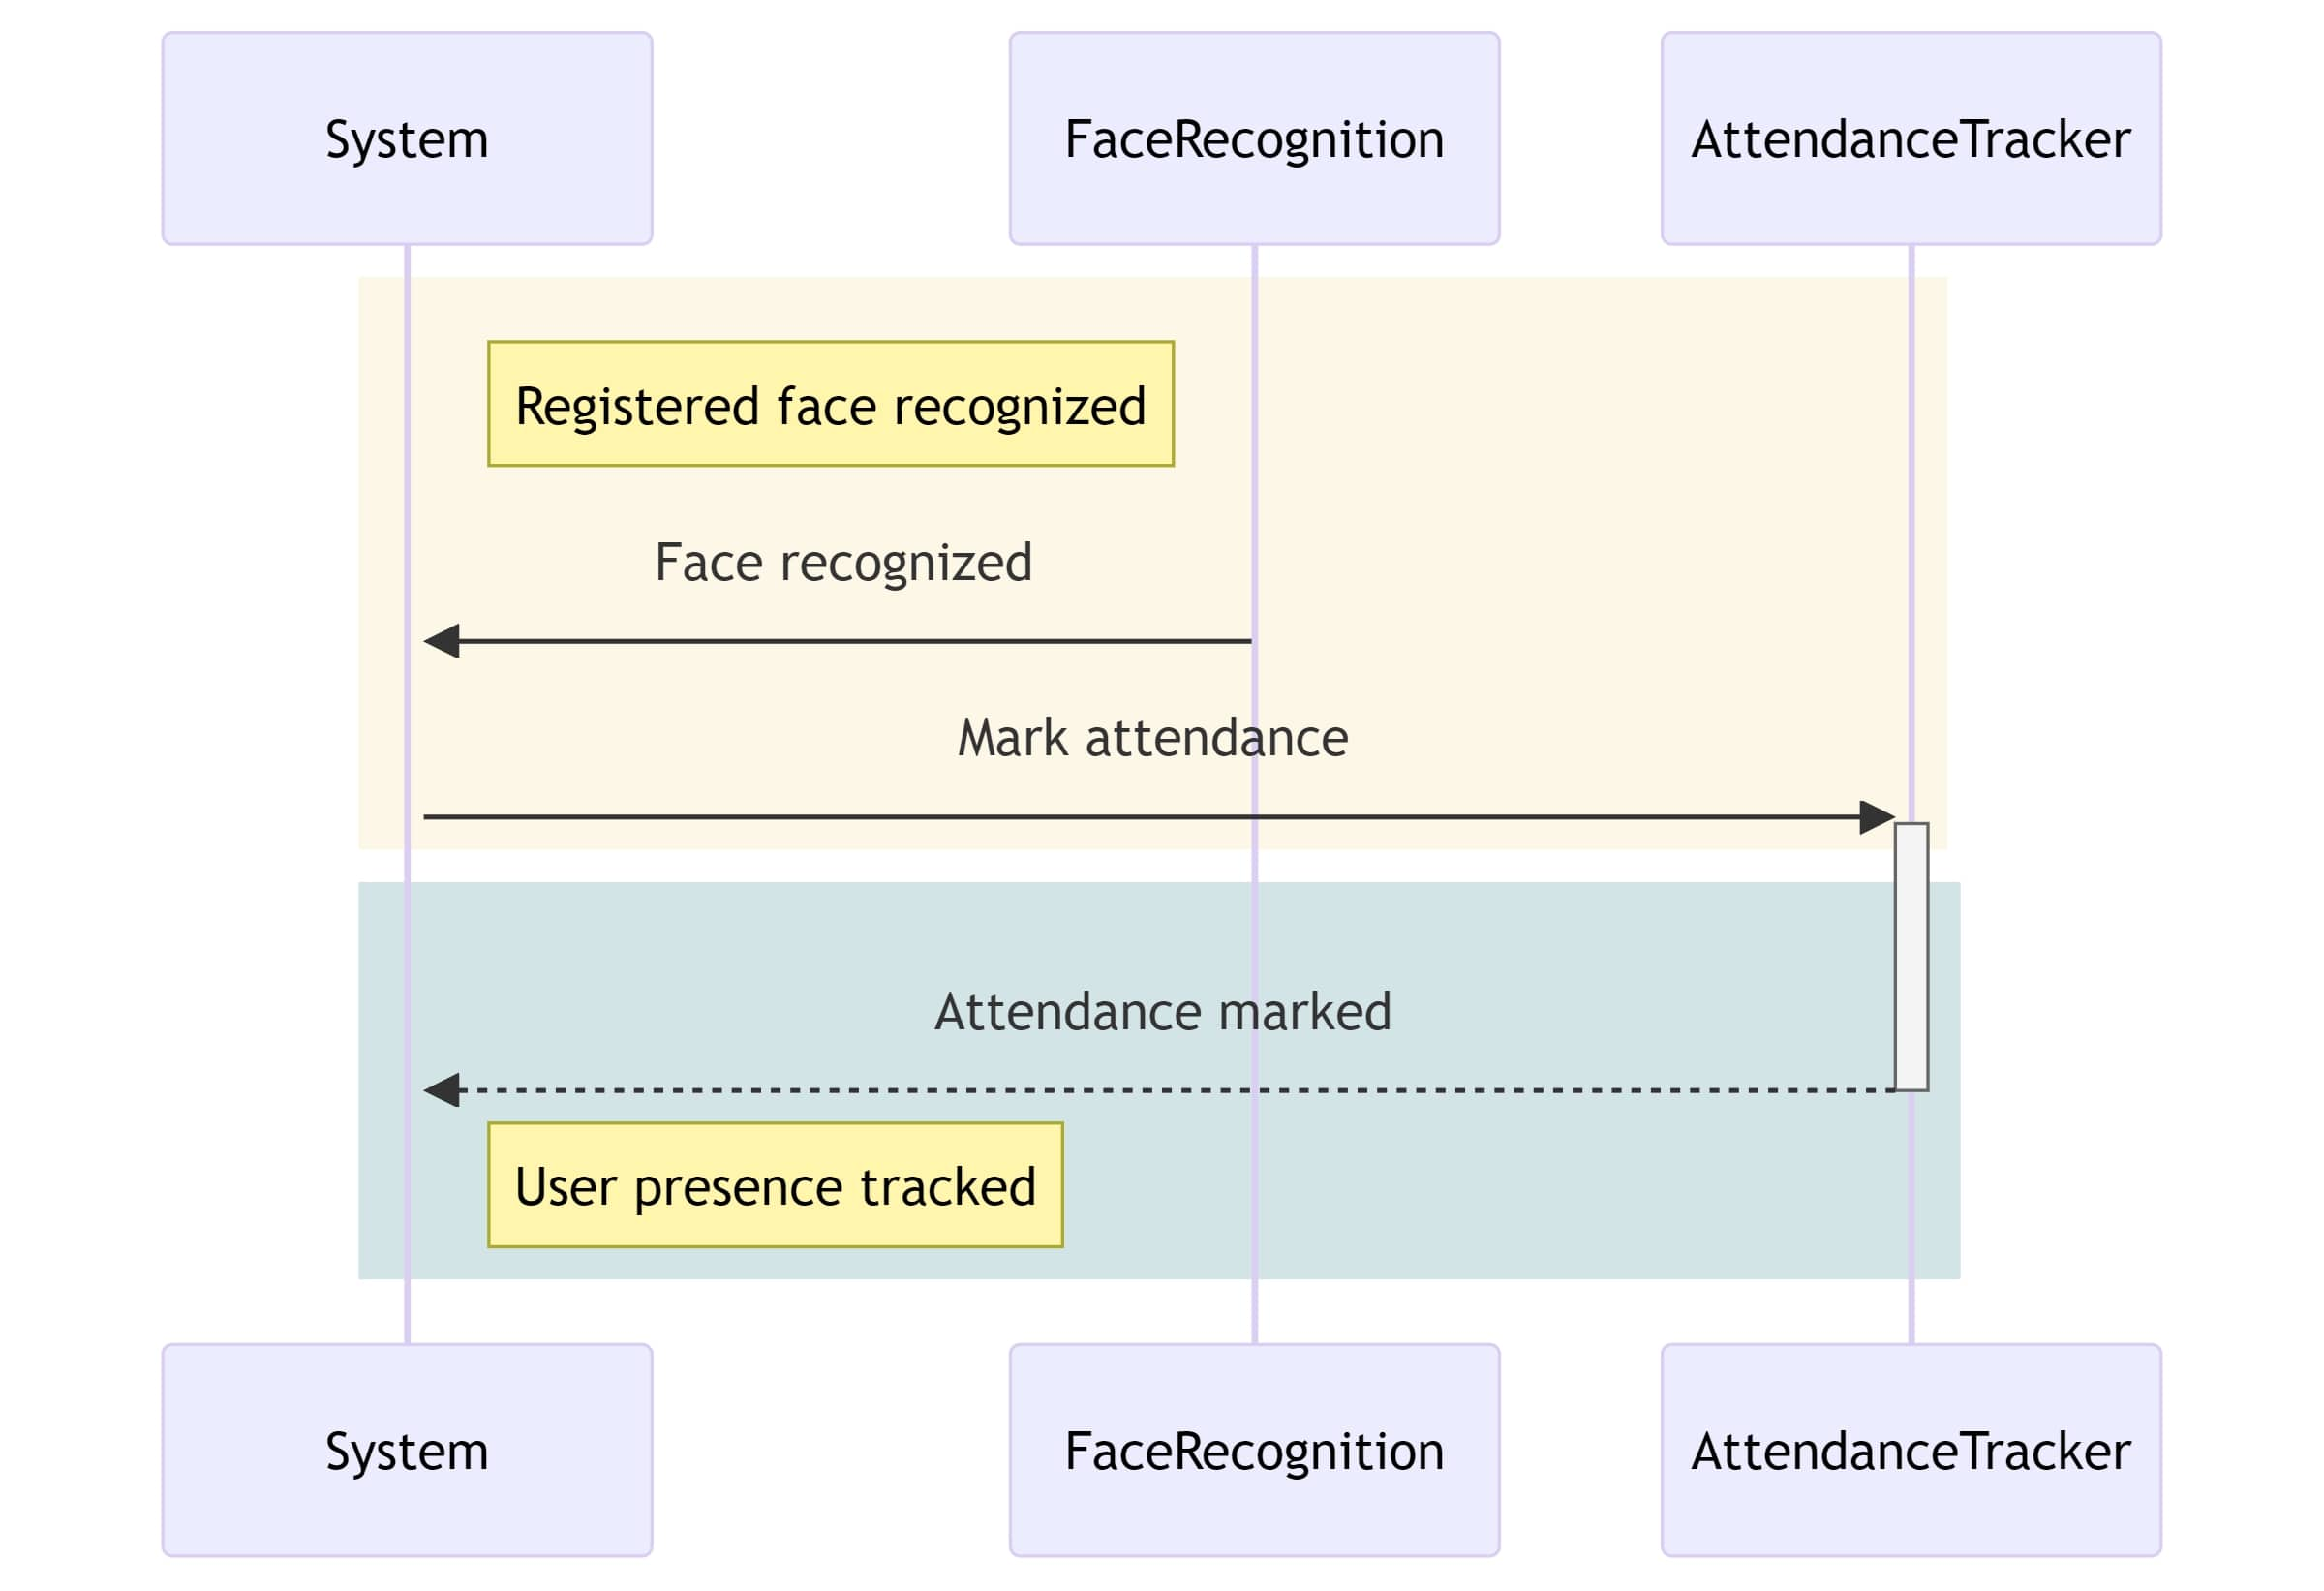 System
FaceRecognition
AttendanceTracker
Registered face recognized
Face recognized
Mark attendance
Attendance marked
User presence tracked
System
FaceRecognition
AttendanceTracker